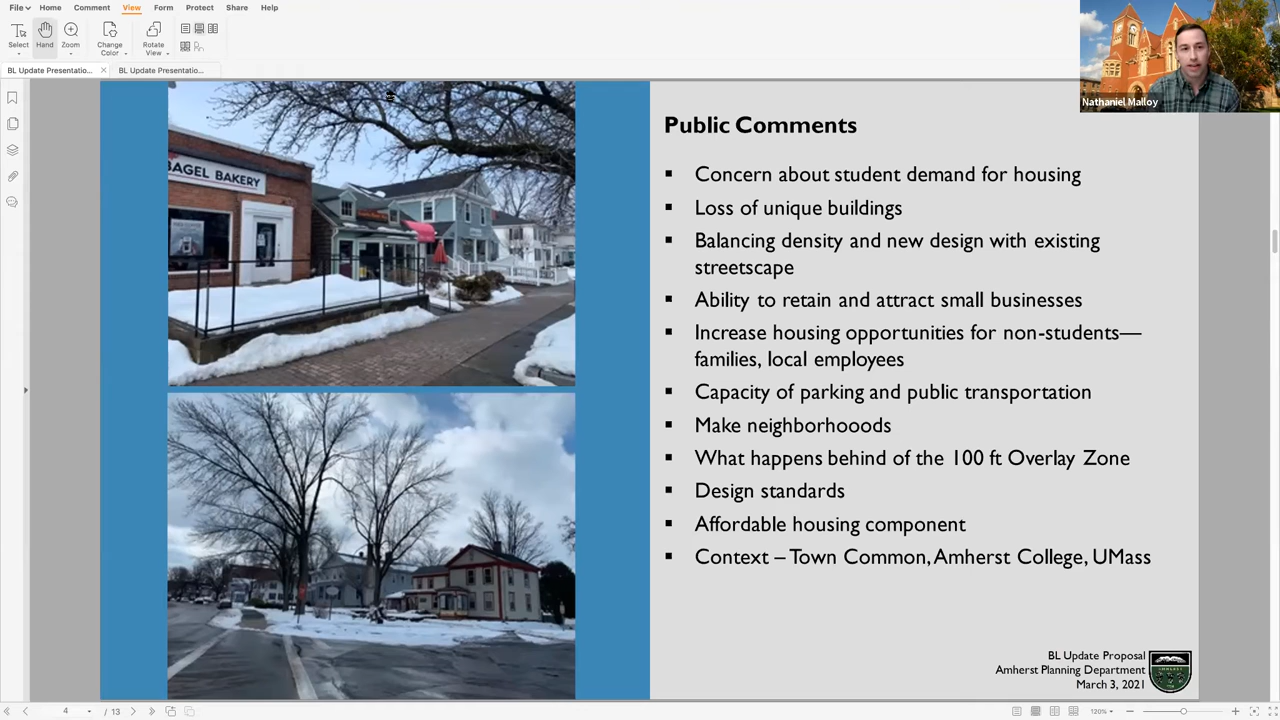 File
Home
Comment
View
Form
Protect
Share
Help
Select
Hand
Zoom
Change
Color
Rotate
View
BL Update Presentatio...
BL Update Presentatio...
Nathaniel Malloy
BAGEL BAKERY
Public Comments
Concern about student demand for housing
Loss of unique buildings
Balancing density and new design with existing
streetscape
Ability to retain and attract small businesses
Increase housing opportunities for non-students—
families, local employees
Capacity of parking and public transportation
Make neighborhooods
What happens behind of the 100 ft Overlay Zone
Design standards
Affordable housing component
Context – Town Common, Amherst College, UMass
BL Update Proposal
Amherst Planning Department
March 3, 2021
4 / 13
120%